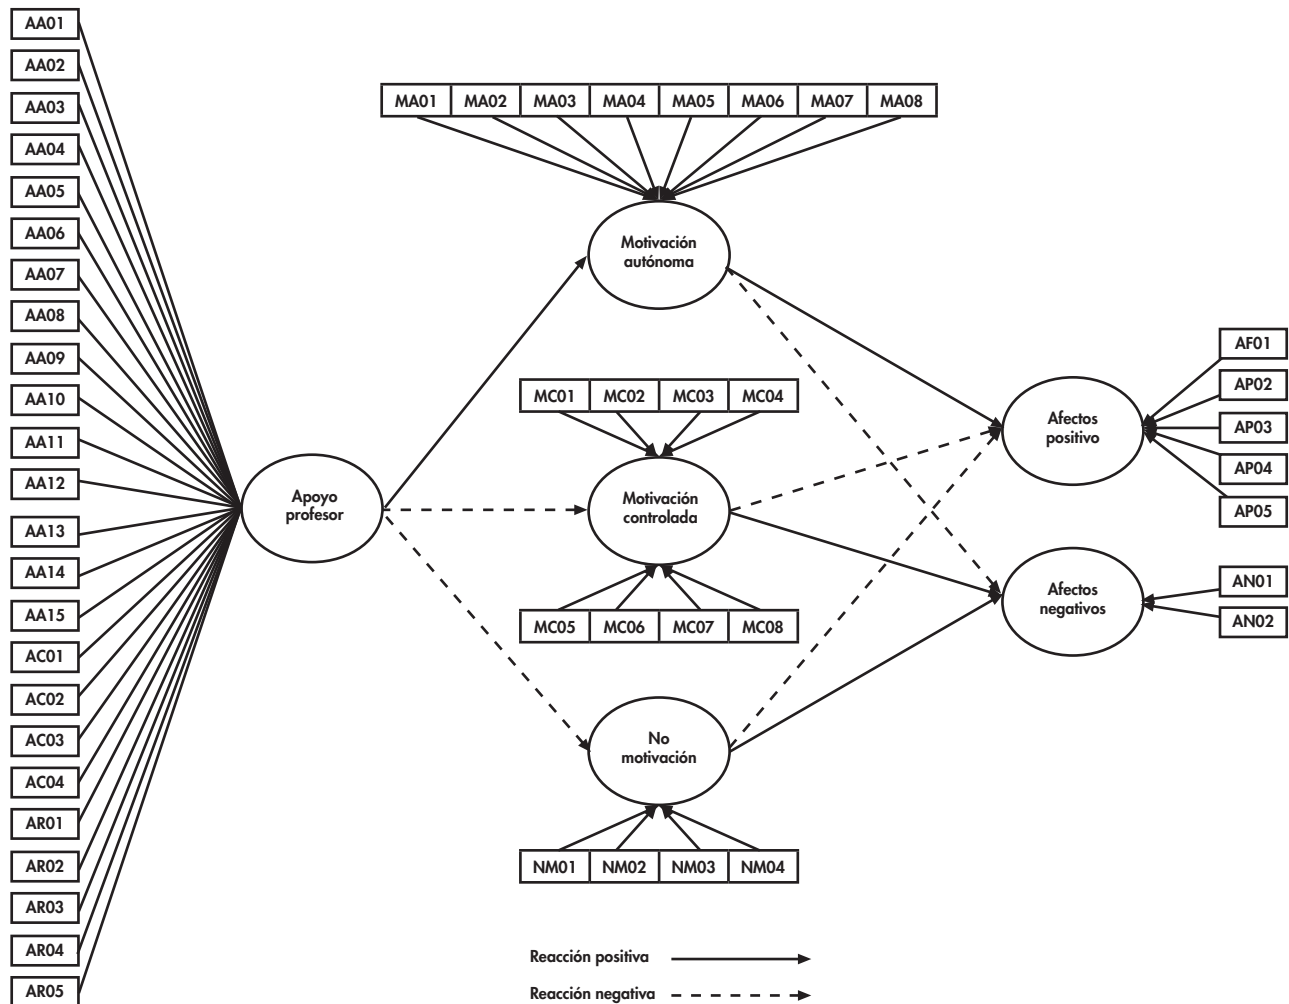 AA01
AA02
AA03
AA04
AA05
AA06
AA07
AA08
AA09
AA10
AA11
AA12
AA13
AA14
AA15
AC01
AC02
AC03
AC04
AR01
AR02
AR03
AR04
AR05
Apoyo
profesor
MA01 MA02 MA03 MA04 MA05 MA06 MA07 MA08
Motivación
autónoma
MC01 MC02 MC03 MC04
Motivación
controlada
MC05 MC06 MC07 MC08
No
motivación
NM01 NM02 NM03 NM04
Afectos
positivo
AF01
AP02
AP03
AP04
AP05
Afectos
negativos
AN01
AN02
Reacción positiva
Reacción negativa